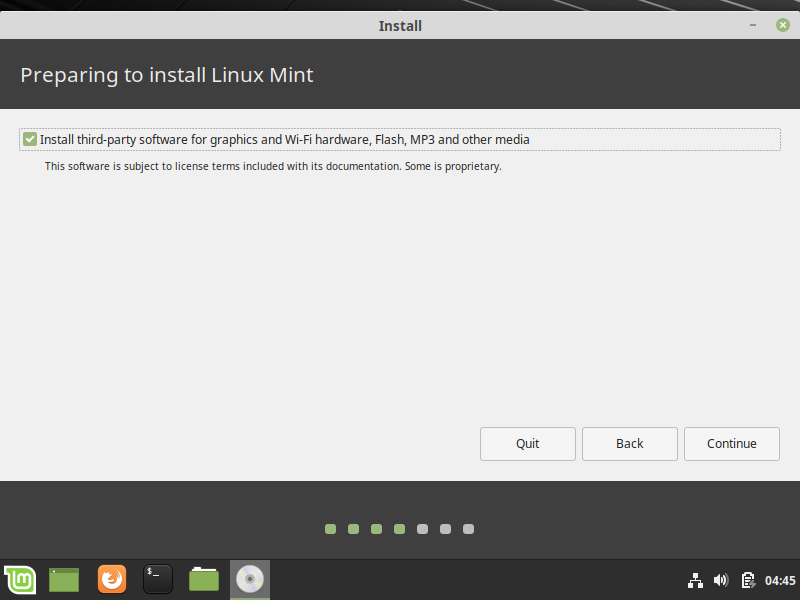 Install
Preparing to install Linux Mint
Install third-party software for graphics and Wi-Fi hardware, Flash, MP3 and other media
This software is subject to license terms included with its documentation. Some is proprietary.
Quit Back Continue
$_ 04:45